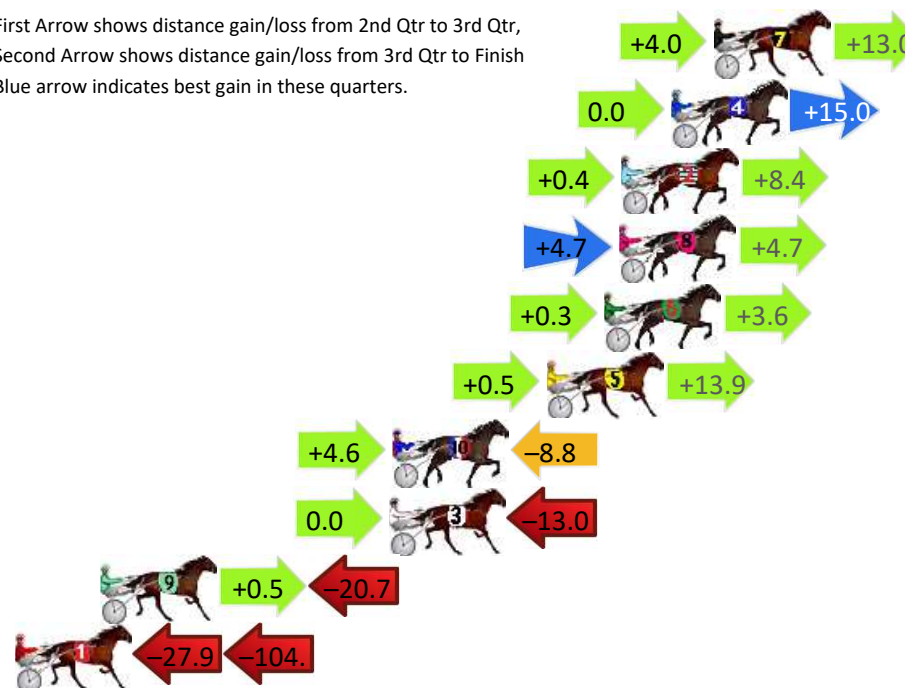 First Arrow shows distance gain/loss from 2nd Qtr to 3rd Qtr,
Second Arrow shows distance gain/loss from 3rd Qtr to Finish
Blue arrow indicates best gain in these quarters.
+4.0 7 +13.0
0.0 4 +15.0
+0.4 2 +8.4
+4.7 8 +4.7
+0.3 6 +3.6
+0.5 5 +13.9
+4.6 10 –8.8
0.0 3 –13.0
9 +0.5 –20.7
1 –27.9 –104.